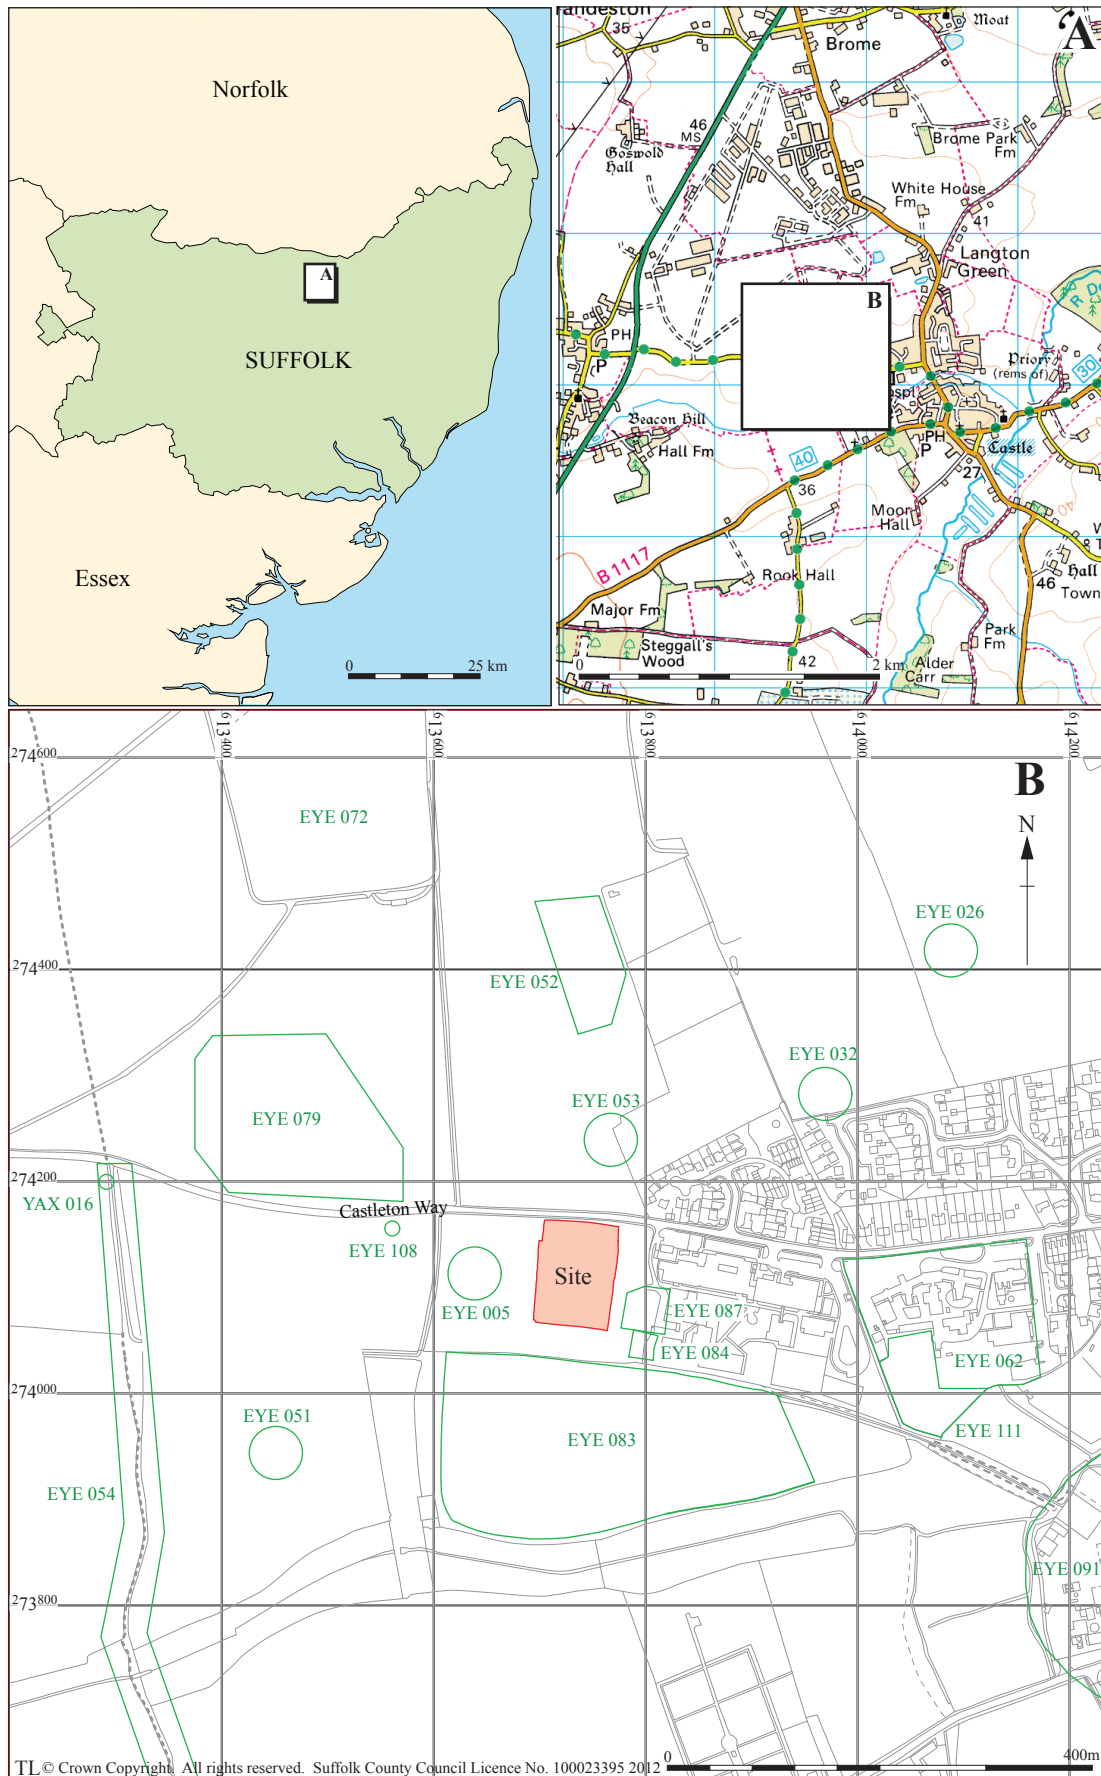 Norfolk
A
SUFFOLK
Essex
0
25 km
A
35
Brome
Moat
46
MS
Goswold
Hall
Brome Park
Fm
White House
Fm
41
Langton
Green
B
PH
P
Priory
(rems of)
30
Beacon Hill
Hall Fm
40
36
PH
P
Castle
27
Moor
Hall
B1117
Rook Hall
Major Fm
Steggall's
Wood
42
46
Hall
Town
Park
Fm
Alder
Carr
0
2 km
613400
613600
613800
614000
614200
274600
B
N
EYE 072
EYE 026
274400
EYE 052
EYE 032
EYE 053
EYE 079
274200
YAX 016
Castleton Way
EYE 108
Site
EYE 005
EYE 087
EYE 084
EYE 062
274000
EYE 051
EYE 083
EYE 111
EYE 054
EYE 091
273800
TL © Crown Copyright. All rights reserved. Suffolk County Council Licence No. 100023395 2012
0
400m